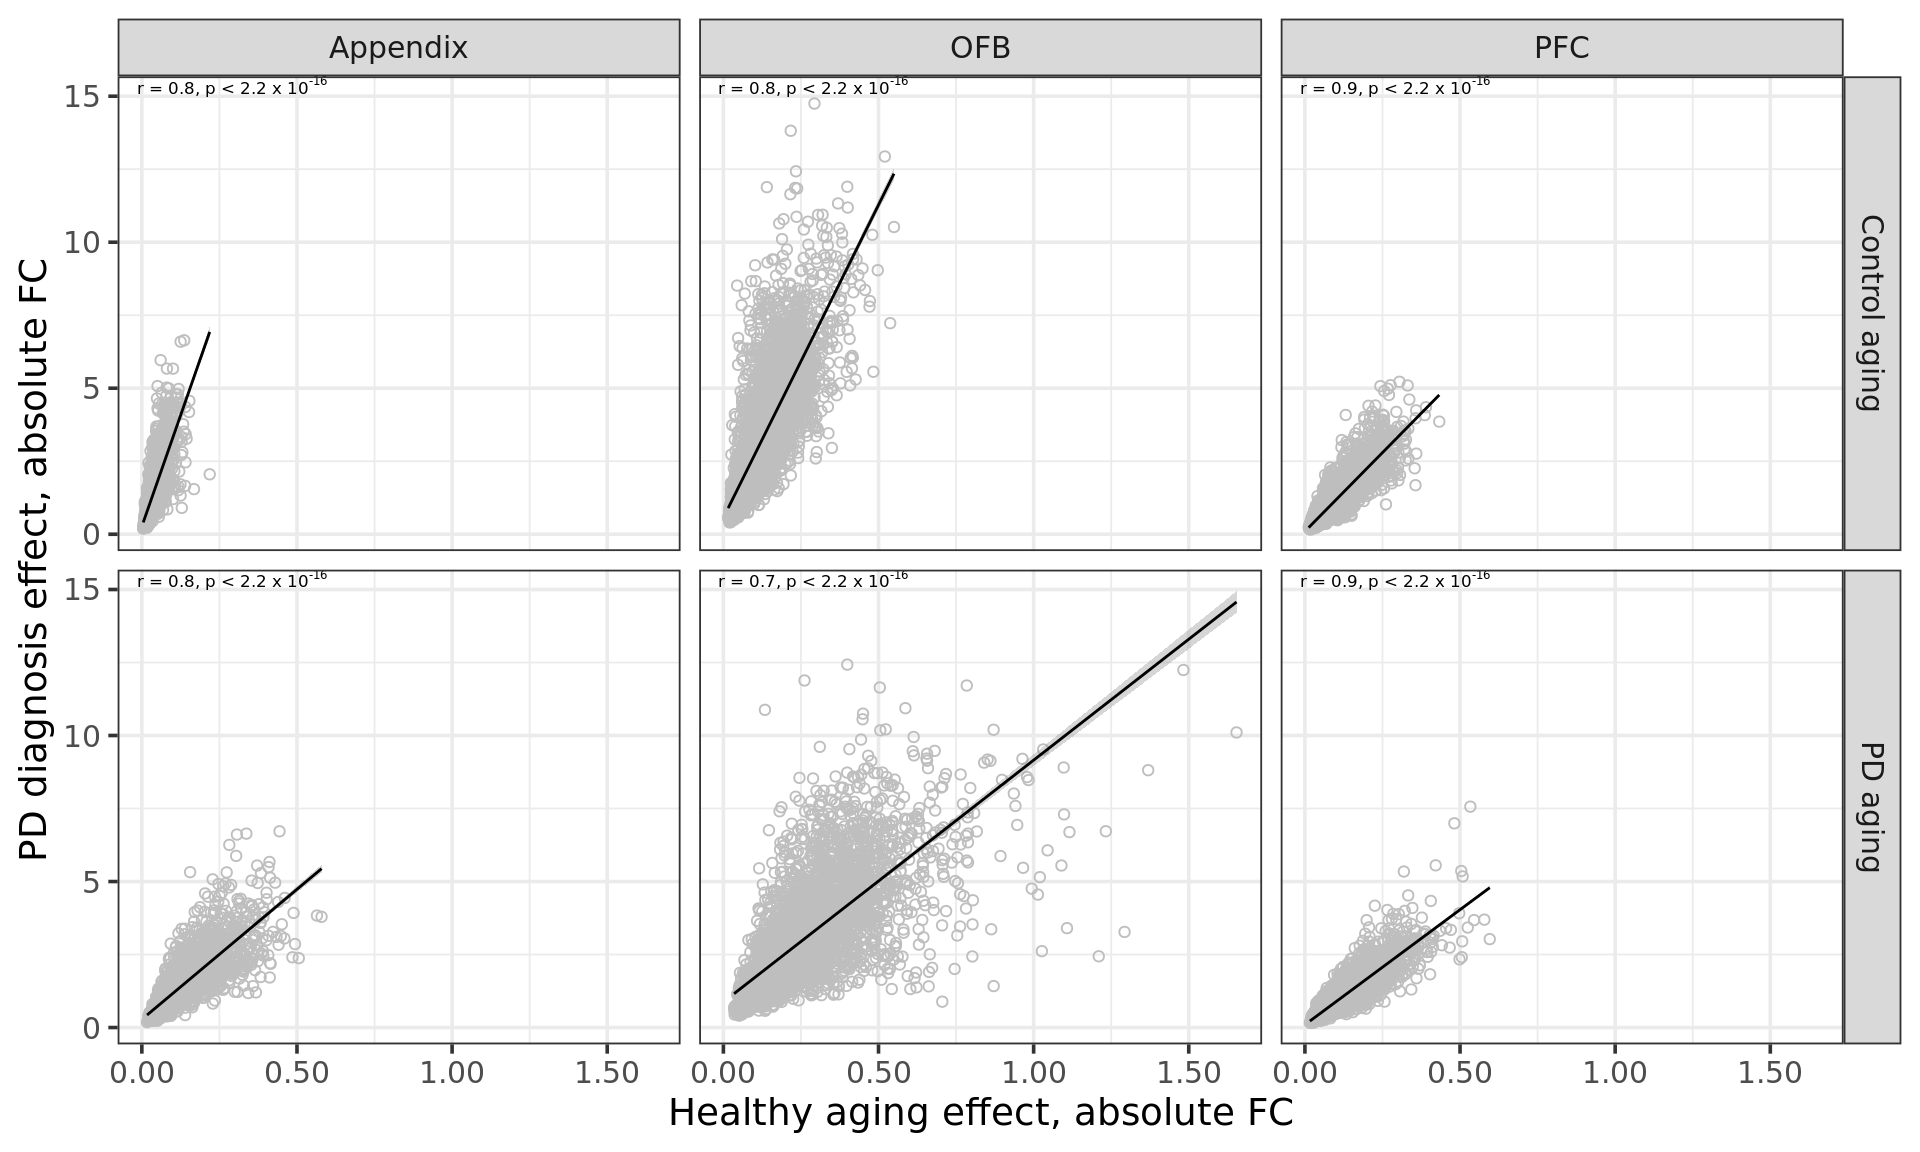 Appendix
OFB
PFC
r = 0.8, p < 2.2 x 10-16
r = 0.8, p < 2.2 x 10-16
r = 0.9, p < 2.2 x 10-16
15
10
5
0
Control aging
PD diagnosis effect, absolute FC
r = 0.8, p < 2.2 x 10-16
r = 0.7, p < 2.2 x 10-16
r = 0.9, p < 2.2 x 10-16
15
10
5
0
PD aging
0.00 0.50 1.00 1.50
0.00 0.50 1.00 1.50
0.00 0.50 1.00 1.50
Healthy aging effect, absolute FC